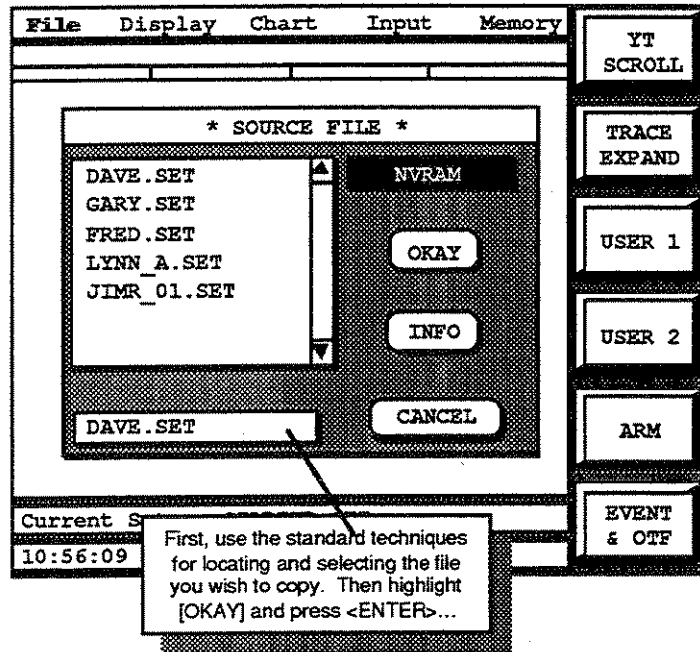 File Display Chart Input Memory
* SOURCE FILE *
DAVE.SET
GARY.SET
FRED.SET
LYNN_A.SET
JIMR_01.SET
NVRAM
OKAY
INFO
CANCEL
DAVE.SET
Current
10:56:09
First, use the standard techniques
for locating and selecting the file
you wish to copy. Then highlight
[OKAY] and press <ENTER>...
YT
SCROLL
TRACE
EXPAND
USER 1
USER 2
ARM
EVENT
& OTF